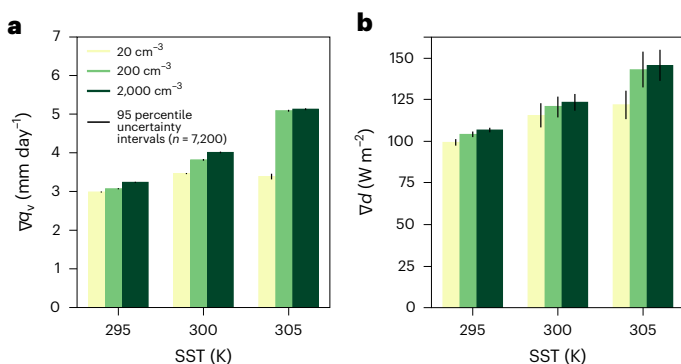 a
7
6
5
4
3
2
1
0
∇qᵥ (mm day⁻¹)
20 cm⁻³
200 cm⁻³
2,000 cm⁻³
95 percentile
uncertainty
intervals (n = 7,200)
295
300
305
SST (K)
b
150
125
100
75
50
25
0
∇d (W m⁻²)
295
300
305
SST (K)